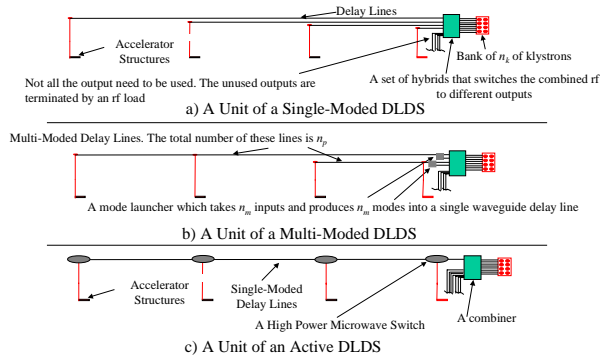 Delay Lines
Accelerator
Structures
Bank of n_k of klystrons
Not all the output need to be used. The unused outputs are
terminated by an rf load
A set of hybrids that switches the combined rf
to different outputs
a) A Unit of a Single-Moded DLDS
Multi-Moded Delay Lines. The total number of these lines is n_p
A mode launcher which takes n_m inputs and produces n_m modes into a single waveguide delay line
b) A Unit of a Multi-Moded DLDS
Accelerator
Structures
Single-Moded
Delay Lines
A High Power Microwave Switch
A combiner
c) A Unit of an Active DLDS